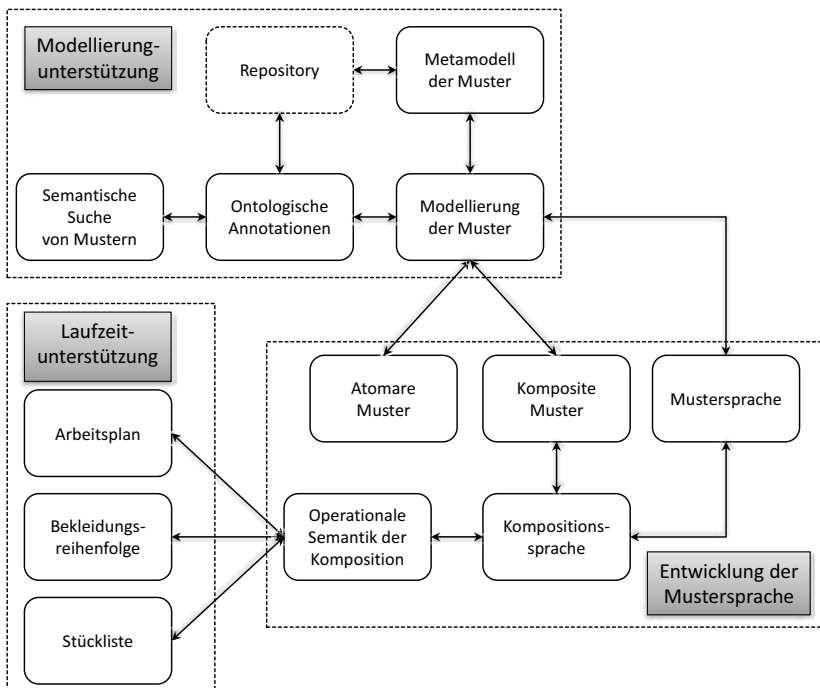 Modellierung-
unterstützung
Repository
Metamodell
der Muster
Semantische
Suche
von Mustern
Ontologische
Annotationen
Modellierung
der Muster
Laufzeit-
unterstützung
Atomare
Muster
Komposite
Muster
Mustersprache
Arbeitsplan
Bekleidungs-
reihenfolge
Operationale
Semantik der
Komposition
Kompositions-
sprache
Entwicklung der
Mustersprache
Stückliste